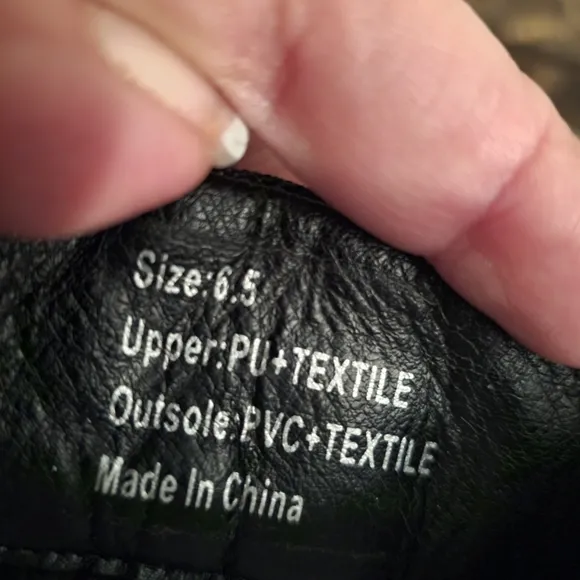 Size:6.5
Upper:PU+TEXTILE
Outsole:PVC+TEXTILE
Made In China